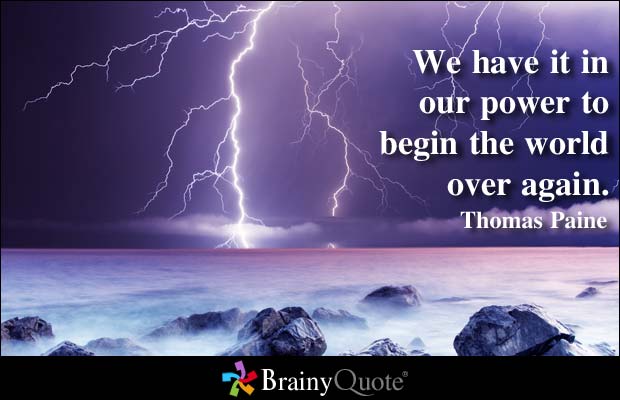 We have it in
our power to
begin the world
over again.
Thomas Paine
BrainyQuote®